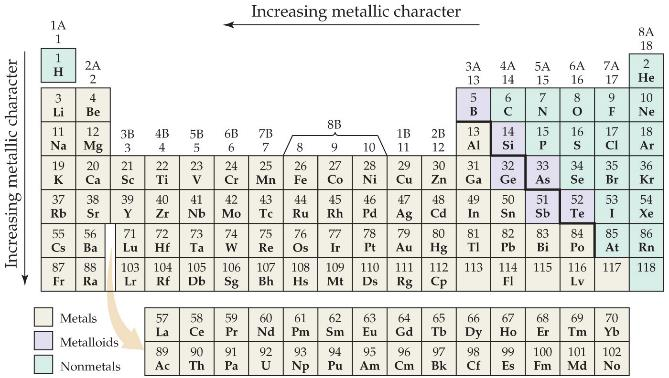 Increasing metallic character
Increasing metallic character
1A
1
2A
2
3B
3
4B
4
5B
5
6B
6
7B
7
8B
8 9 10
1B
11
2B
12
3A
13
4A
14
5A
15
6A
16
7A
17
8A
18
1 2
H He
3 4 5 6 7 8 9 10
Li Be B C N O F Ne
11 12 13 14 15 16 17 18
Na Mg Al Si P S Cl Ar
19 20 21 22 23 24 25 26 27 28 29 30 31 32 33 34 35 36
K Ca Sc Ti V Cr Mn Fe Co Ni Cu Zn Ga Ge As Se Br Kr
37 38 39 40 41 42 43 44 45 46 47 48 49 50 51 52 53 54
Rb Sr Y Zr Nb Mo Tc Ru Rh Pd Ag Cd In Sn Sb Te I Xe
55 56 71 72 73 74 75 76 77 78 79 80 81 82 83 84 85 86
Cs Ba Lu Hf Ta W Re Os Ir Pt Au Hg Tl Pb Bi Po At Rn
87 88 103 104 105 106 107 108 109 110 111 112 113 114 115 116 117 118
Fr Ra Lr Rf Db Sg Bh Hs Mt Ds Rg Cp Fl Lv
Metals
Metalloids
Nonmetals
57 58 59 60 61 62 63 64 65 66 67 68 69 70
La Ce Pr Nd Pm Sm Eu Gd Tb Dy Ho Er Tm Yb
89 90 91 92 93 94 95 96 97 98 99 100 101 102
Ac Th Pa U Np Pu Am Cm Bk Cf Es Fm Md No